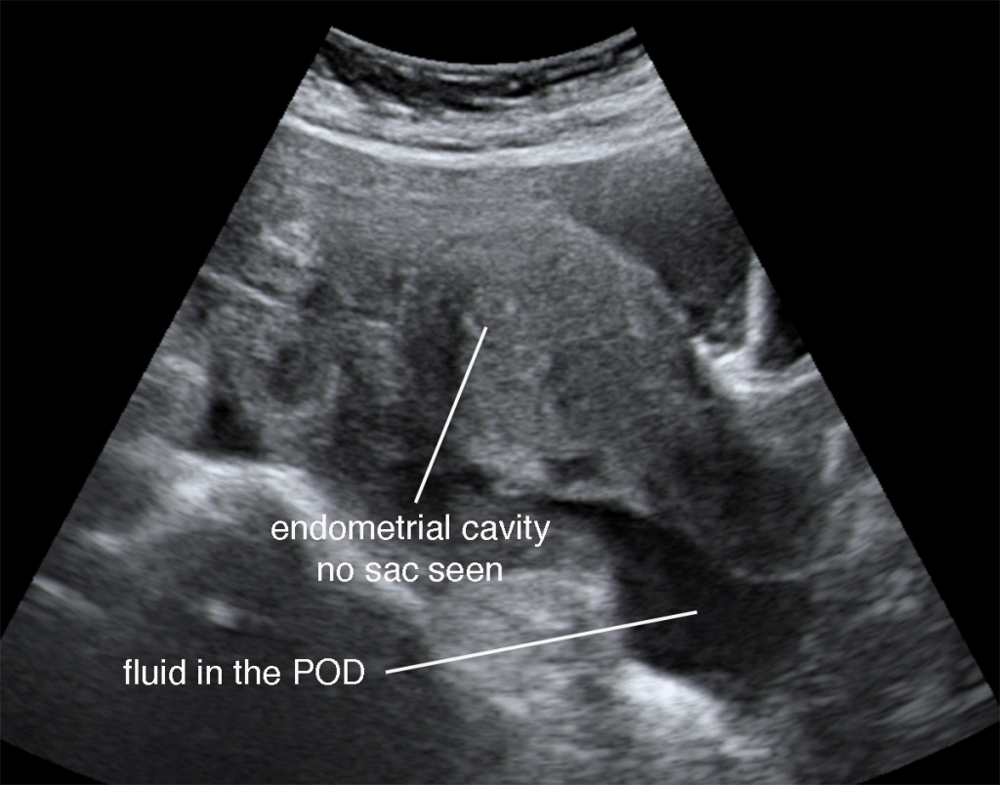 endometrial cavity
no sac seen
fluid in the POD